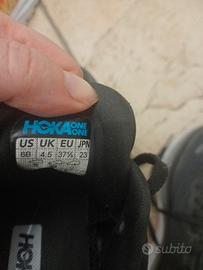 HOKA ONE ONE
US UK EU JPN
6B 4.5 37⅓ 23
subito